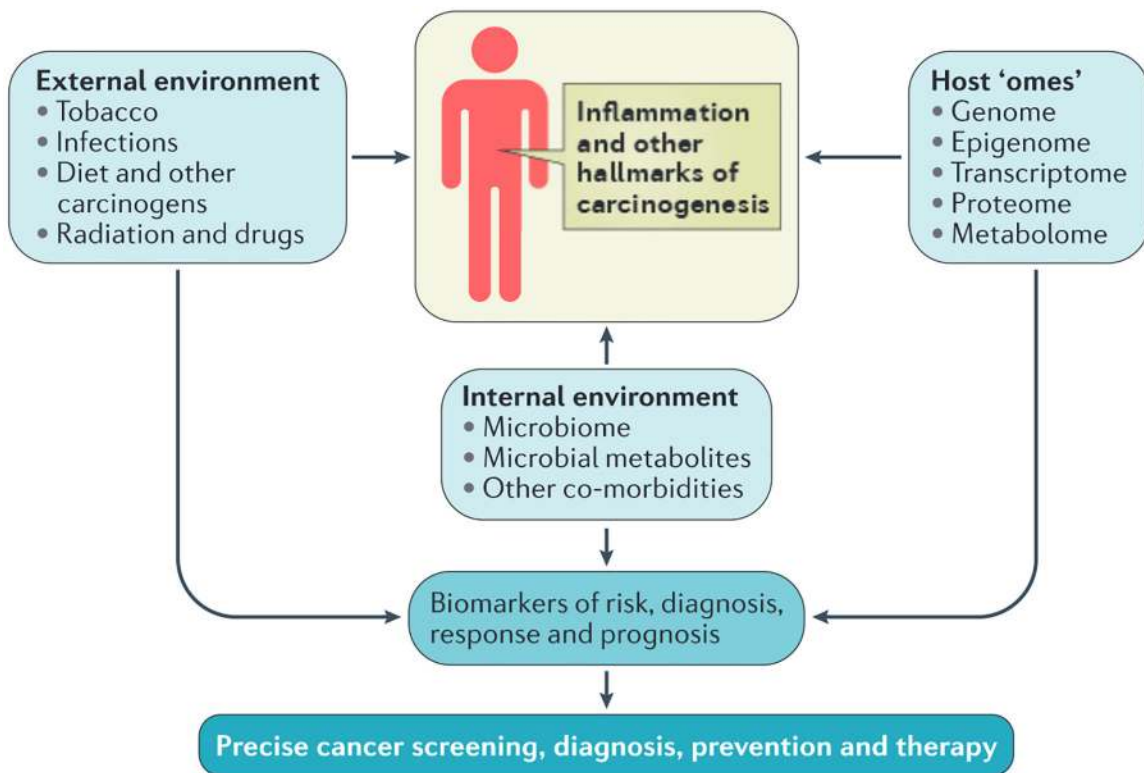 External environment
• Tobacco
• Infections
• Diet and other
carcinogens
• Radiation and drugs
Inflammation
and other
hallmarks of
carcinogenesis
Host ‘omes’
• Genome
• Epigenome
• Transcriptome
• Proteome
• Metabolome
Internal environment
• Microbiome
• Microbial metabolites
• Other co-morbidities
Biomarkers of risk, diagnosis,
response and prognosis
Precise cancer screening, diagnosis, prevention and therapy